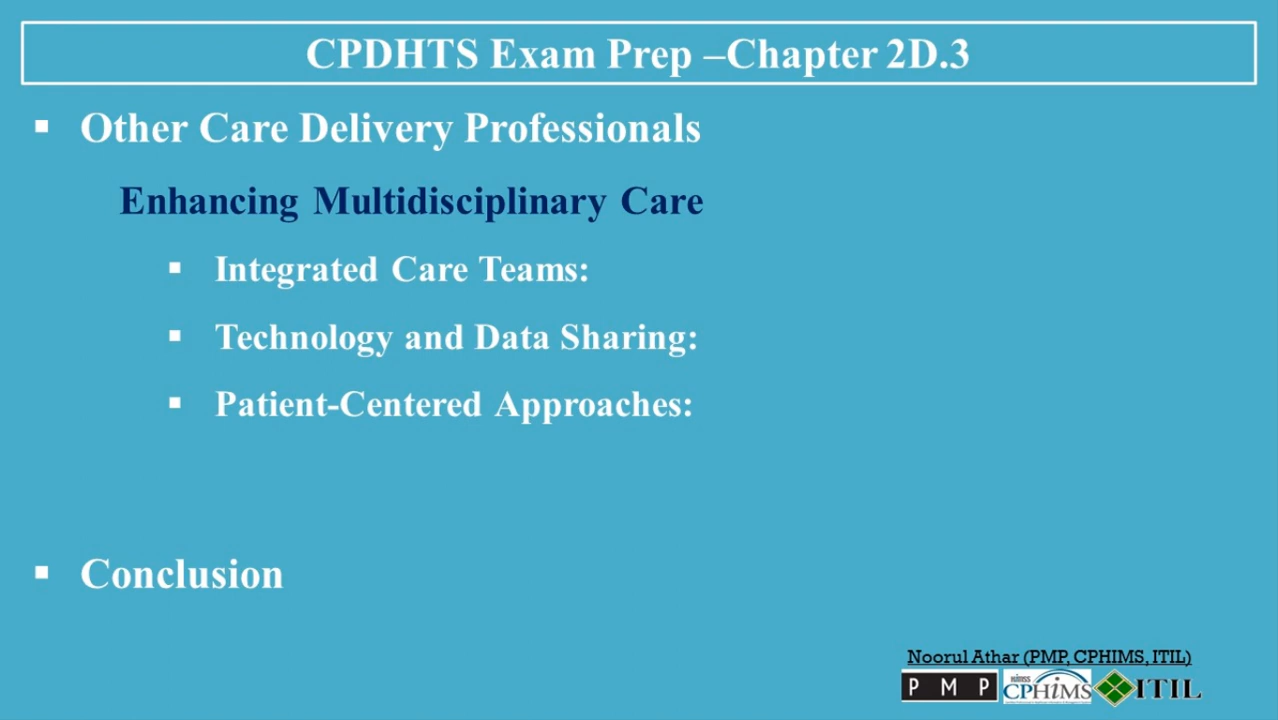 CPDHTS Exam Prep –Chapter 2D.3
▪ Other Care Delivery Professionals
Enhancing Multidisciplinary Care
▪ Integrated Care Teams:
▪ Technology and Data Sharing:
▪ Patient-Centered Approaches:
▪ Conclusion
Noorul Athar (PMP, CPHIMS, ITIL)
PMP himss CPHIMS ITIL